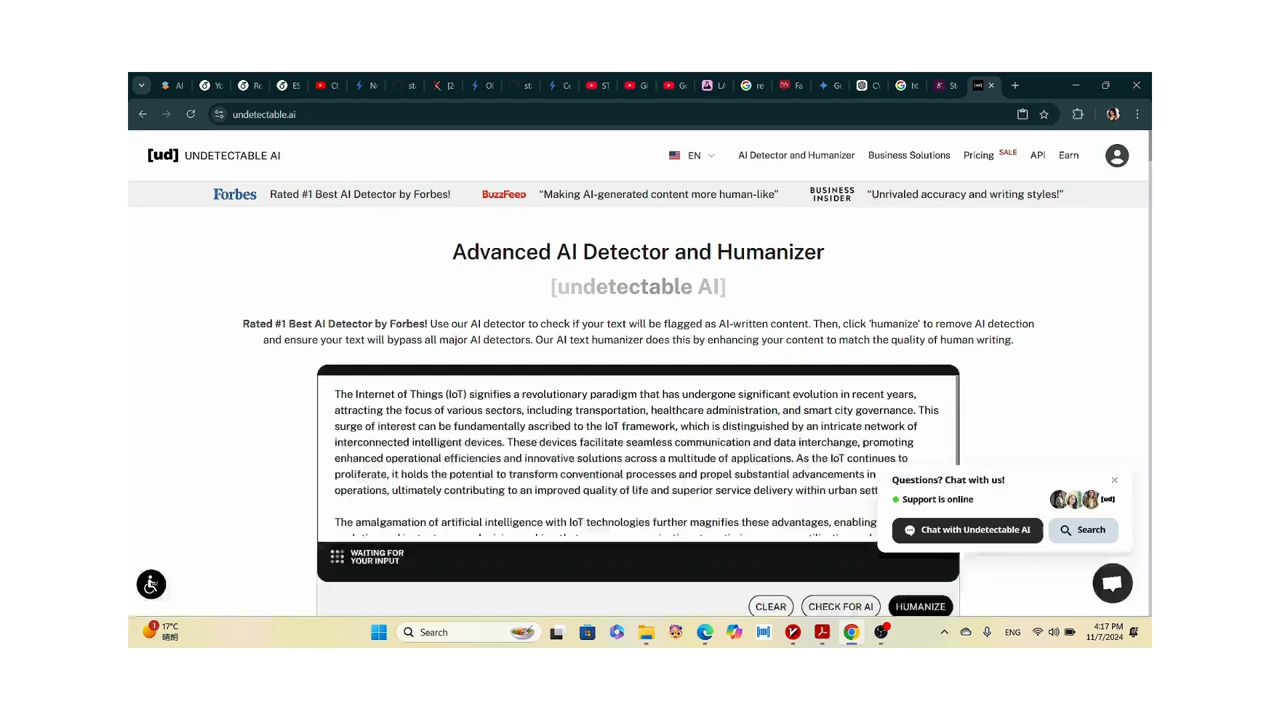 AI
Yo
Re
ES
undetectable.ai
[ud] UNDETECTABLE AI
EN
AI Detector and Humanizer
Business Solutions
Pricing SALE
API
Earn
Forbes Rated #1 Best AI Detector by Forbes!
BuzzFeed "Making AI-generated content more human-like"
BUSINESS
INSIDER
"Unrivaled accuracy and writing styles!"
Advanced AI Detector and Humanizer
[undetectable AI]
Rated #1 Best AI Detector by Forbes! Use our AI detector to check if your text will be flagged as AI-written content. Then, click 'humanize' to remove AI detection
and ensure your text will bypass all major AI detectors. Our AI text humanizer does this by enhancing your content to match the quality of human writing.
The Internet of Things (IoT) signifies a revolutionary paradigm that has undergone significant evolution in recent years,
attracting the focus of various sectors, including transportation, healthcare administration, and smart city governance. This
surge of interest can be fundamentally ascribed to the IoT framework, which is distinguished by an intricate network of
interconnected intelligent devices. These devices facilitate seamless communication and data interchange, promoting
enhanced operational efficiencies and innovative solutions across a multitude of applications. As the IoT continues to
proliferate, it holds the potential to transform conventional processes and propel substantial advancements in
operations, ultimately contributing to an improved quality of life and superior service delivery within urban set
The amalgamation of artificial intelligence with IoT technologies further magnifies these advantages, enabling
Questions? Chat with us!
Support is online
[ud]
Chat with Undetectable AI
Search
WAITING FOR
YOUR INPUT
CLEAR
CHECK FOR AI
HUMANIZE
1
17°C
晴朗
Search
ENG
4:17 PM
11/7/2024